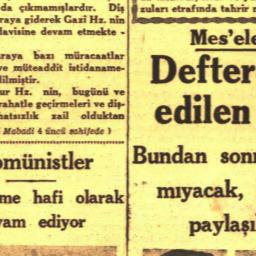 da çıkmamışlardır. Diş
raya giderek Gazi Hz. nin
davisine devam etmekte -
raya bazı müracaatlar
ve müteaddit istidaname-
dilmiştir.
ur Hz. nin, bugünü ve
rahatle geçirmeleri ve diş-
hatsızlık zail olduktan
( Mabadi 4 üncü sahifede )
omünistler
me hafi olarak
vam ediyor
zuları etrafında tahrir
Mes'ele
Defter
edilen
Bundan sonr
mıyacak,
paylaşı